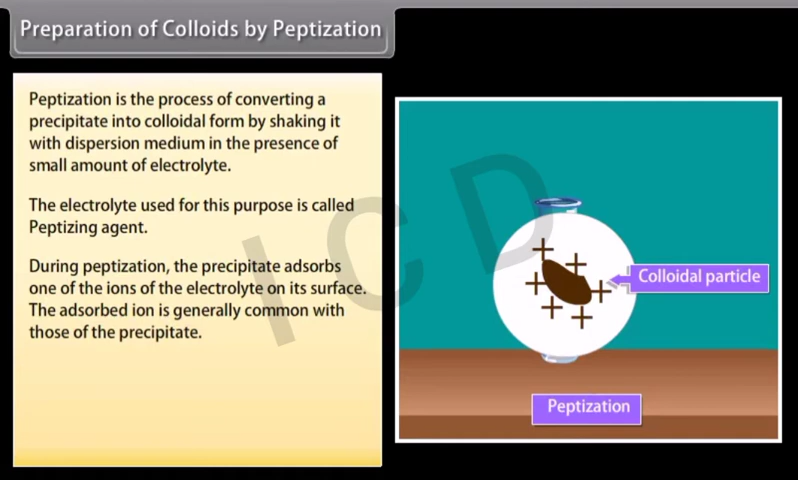 Preparation of Colloids by Peptization
Peptization is the process of converting a
precipitate into colloidal form by shaking it
with dispersion medium in the presence of
small amount of electrolyte.
The electrolyte used for this purpose is called
Peptizing agent.
During peptization, the precipitate adsorbs
one of the ions of the electrolyte on its surface.
The adsorbed ion is generally common with
those of the precipitate.
Colloidal particle
Peptization
ICD